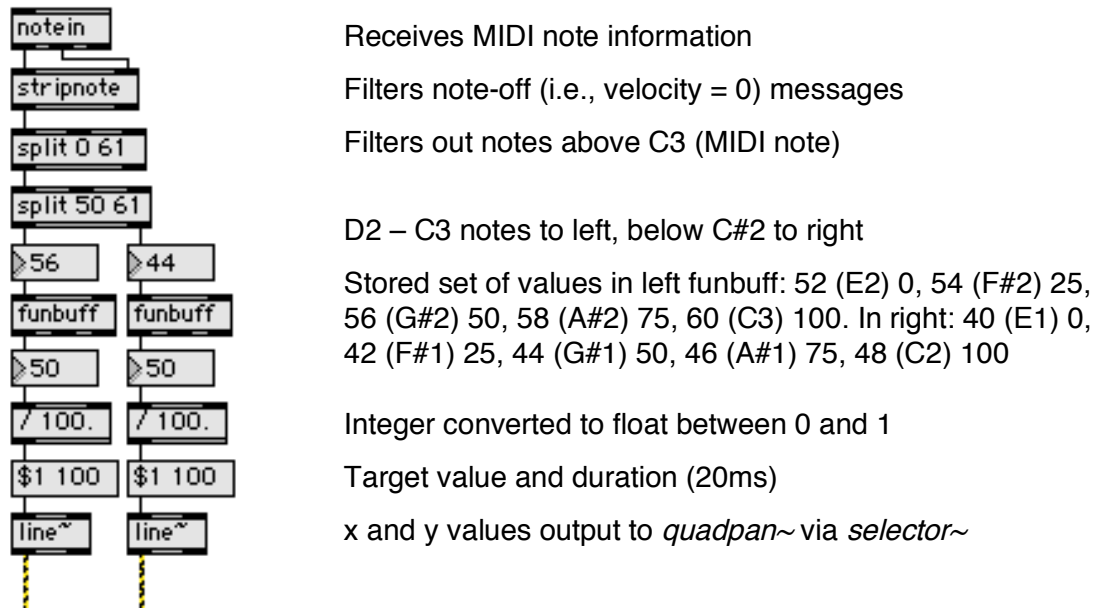 notein
Receives MIDI note information
stripnote
Filters note-off (i.e., velocity = 0) messages
split 0 61
Filters out notes above C3 (MIDI note)
split 50 61
D2 – C3 notes to left, below C#2 to right
56 44
Stored set of values in left funbuff: 52 (E2) 0, 54 (F#2) 25,
funbuff funbuff
56 (G#2) 50, 58 (A#2) 75, 60 (C3) 100. In right: 40 (E1) 0,
42 (F#1) 25, 44 (G#1) 50, 46 (A#1) 75, 48 (C2) 100
50 50
/ 100. / 100.
Integer converted to float between 0 and 1
$1 100 $1 100
Target value and duration (20ms)
line~ line~
x and y values output to quadpan~ via selector~